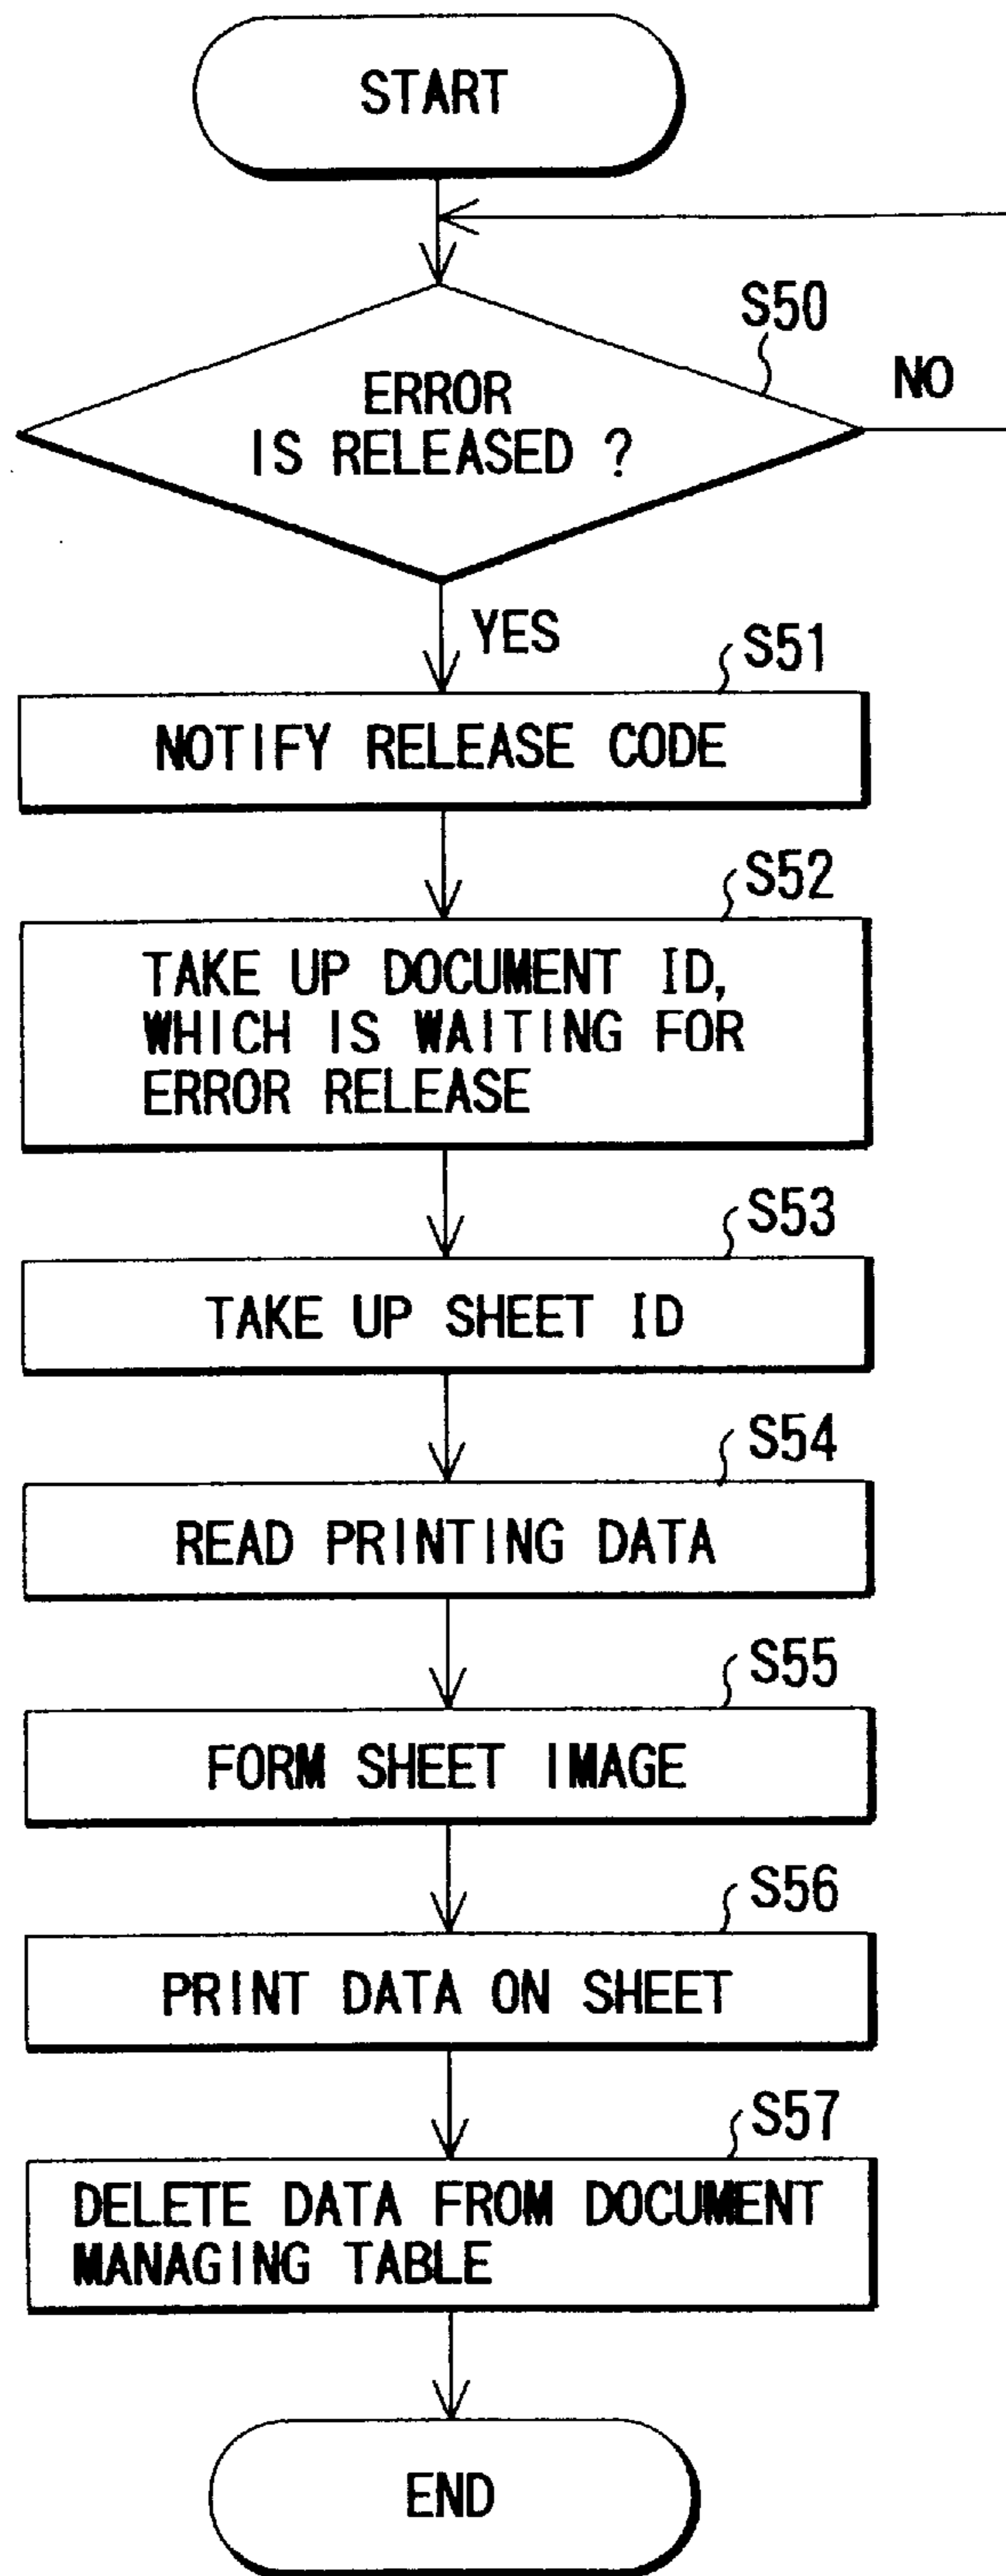 START
S50
ERROR
IS RELEASED ?
NO
YES
S51
NOTIFY RELEASE CODE
S52
TAKE UP DOCUMENT ID,
WHICH IS WAITING FOR
ERROR RELEASE
S53
TAKE UP SHEET ID
S54
READ PRINTING DATA
S55
FORM SHEET IMAGE
S56
PRINT DATA ON SHEET
S57
DELETE DATA FROM DOCUMENT
MANAGING TABLE
END